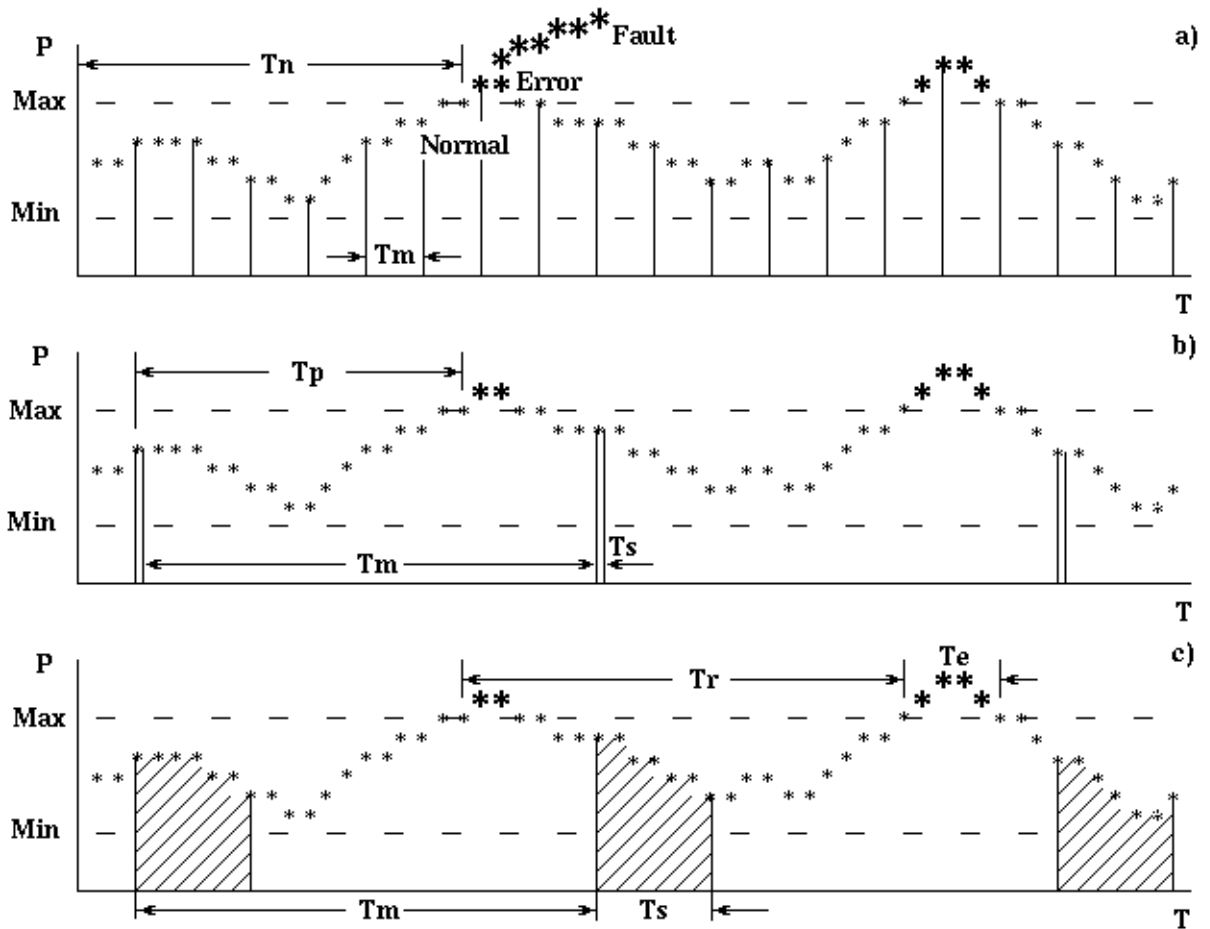 a)
P
Tn
Fault
Error
Max
Normal
Min
Tm
T
b)
P
Tp
Max
Min
Tm
Ts
T
c)
P
Te
Tr
Max
Min
Tm
Ts
T